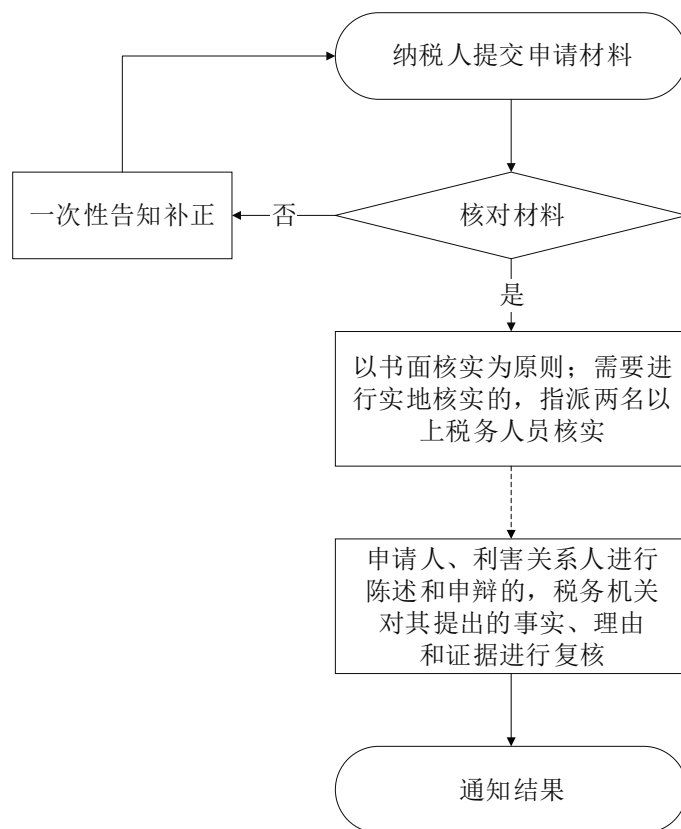 纳税人提交申请材料
核对材料
否
一次性告知补正
是
以书面核实为原则；需要进
行实地核实的，指派两名以
上税务人员核实
申请人、利害关系人进行
陈述和申辩的，税务机关
对其提出的事实、理由
和证据进行复核
通知结果